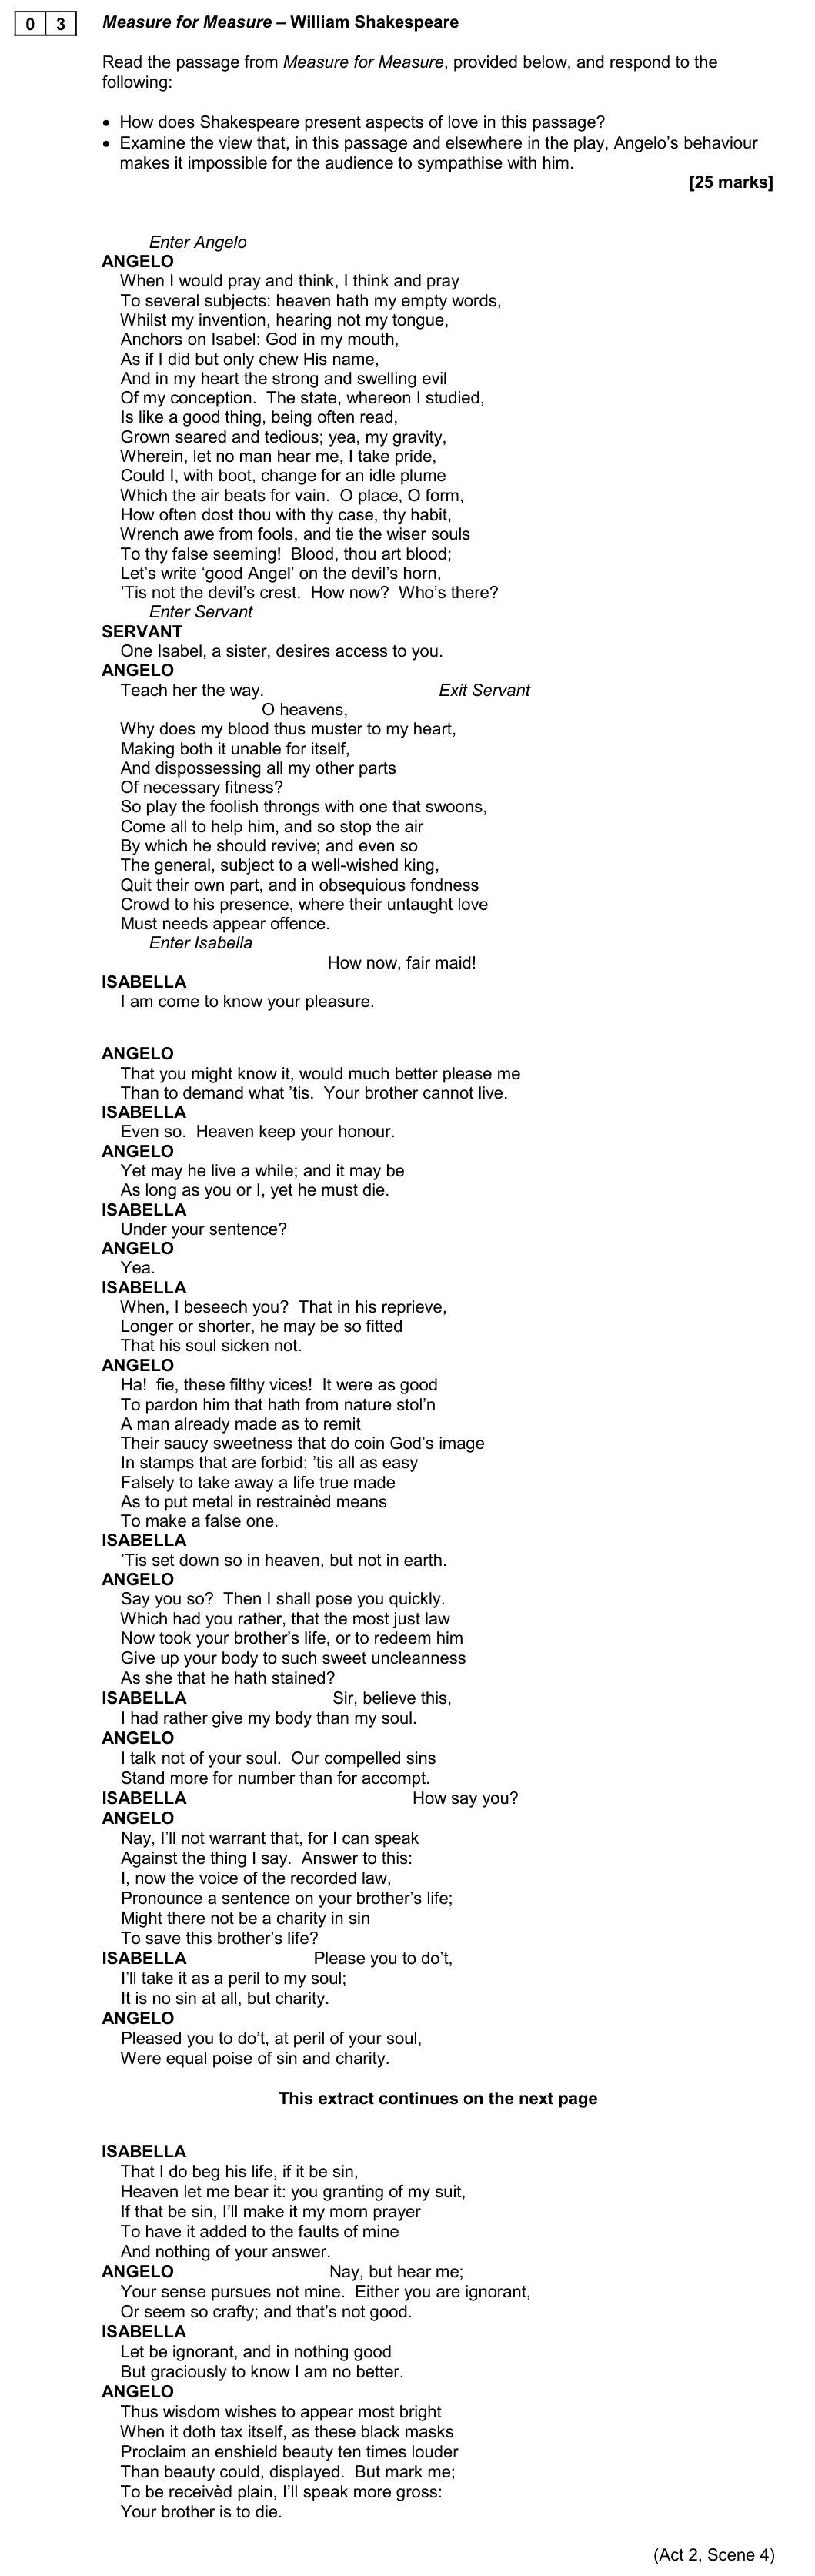 0 3 Measure for Measure – William Shakespeare
Read the passage from Measure for Measure, provided below, and respond to the
following:
• How does Shakespeare present aspects of love in this passage?
• Examine the view that, in this passage and elsewhere in the play, Angelo’s behaviour
makes it impossible for the audience to sympathise with him.
[25 marks]
Enter Angelo
ANGELO
When I would pray and think, I think and pray
To several subjects: heaven hath my empty words,
Whilst my invention, hearing not my tongue,
Anchors on Isabel: God in my mouth,
As if I did but only chew His name,
And in my heart the strong and swelling evil
Of my conception. The state, whereon I studied,
Is like a good thing, being often read,
Grown seared and tedious; yea, my gravity,
Wherein, let no man hear me, I take pride,
Could I, with boot, change for an idle plume
Which the air beats for vain. O place, O form,
How often dost thou with thy case, thy habit,
Wrench awe from fools, and tie the wiser souls
To thy false seeming! Blood, thou art blood;
Let’s write ‘good Angel’ on the devil’s horn,
’Tis not the devil’s crest. How now? Who’s there?
Enter Servant
SERVANT
One Isabel, a sister, desires access to you.
ANGELO
Teach her the way. Exit Servant
O heavens,
Why does my blood thus muster to my heart,
Making both it unable for itself,
And dispossessing all my other parts
Of necessary fitness?
So play the foolish throngs with one that swoons,
Come all to help him, and so stop the air
By which he should revive; and even so
The general, subject to a well-wished king,
Quit their own part, and in obsequious fondness
Crowd to his presence, where their untaught love
Must needs appear offence.
Enter Isabella
How now, fair maid!
ISABELLA
I am come to know your pleasure.
ANGELO
That you might know it, would much better please me
Than to demand what ’tis. Your brother cannot live.
ISABELLA
Even so. Heaven keep your honour.
ANGELO
Yet may he live a while; and it may be
As long as you or I, yet he must die.
ISABELLA
Under your sentence?
ANGELO
Yea.
ISABELLA
When, I beseech you? That in his reprieve,
Longer or shorter, he may be so fitted
That his soul sicken not.
ANGELO
Ha! fie, these filthy vices! It were as good
To pardon him that hath from nature stol’n
A man already made as to remit
Their saucy sweetness that do coin God’s image
In stamps that are forbid: ’tis all as easy
Falsely to take away a life true made
As to put metal in restrainèd means
To make a false one.
ISABELLA
’Tis set down so in heaven, but not in earth.
ANGELO
Say you so? Then I shall pose you quickly.
Which had you rather, that the most just law
Now took your brother’s life, or to redeem him
Give up your body to such sweet uncleanness
As she that he hath stained?
ISABELLA Sir, believe this,
I had rather give my body than my soul.
ANGELO
I talk not of your soul. Our compelled sins
Stand more for number than for accompt.
ISABELLA How say you?
ANGELO
Nay, I’ll not warrant that, for I can speak
Against the thing I say. Answer to this:
I, now the voice of the recorded law,
Pronounce a sentence on your brother’s life;
Might there not be a charity in sin
To save this brother’s life?
ISABELLA Please you to do’t,
I’ll take it as a peril to my soul;
It is no sin at all, but charity.
ANGELO
Pleased you to do’t, at peril of your soul,
Were equal poise of sin and charity.
This extract continues on the next page
ISABELLA
That I do beg his life, if it be sin,
Heaven let me bear it: you granting of my suit,
If that be sin, I’ll make it my morn prayer
To have it added to the faults of mine
And nothing of your answer.
ANGELO Nay, but hear me;
Your sense pursues not mine. Either you are ignorant,
Or seem so crafty; and that’s not good.
ISABELLA
Let be ignorant, and in nothing good
But graciously to know I am no better.
ANGELO
Thus wisdom wishes to appear most bright
When it doth tax itself, as these black masks
Proclaim an enshield beauty ten times louder
Than beauty could, displayed. But mark me;
To be receivèd plain, I’ll speak more gross:
Your brother is to die.
(Act 2, Scene 4)